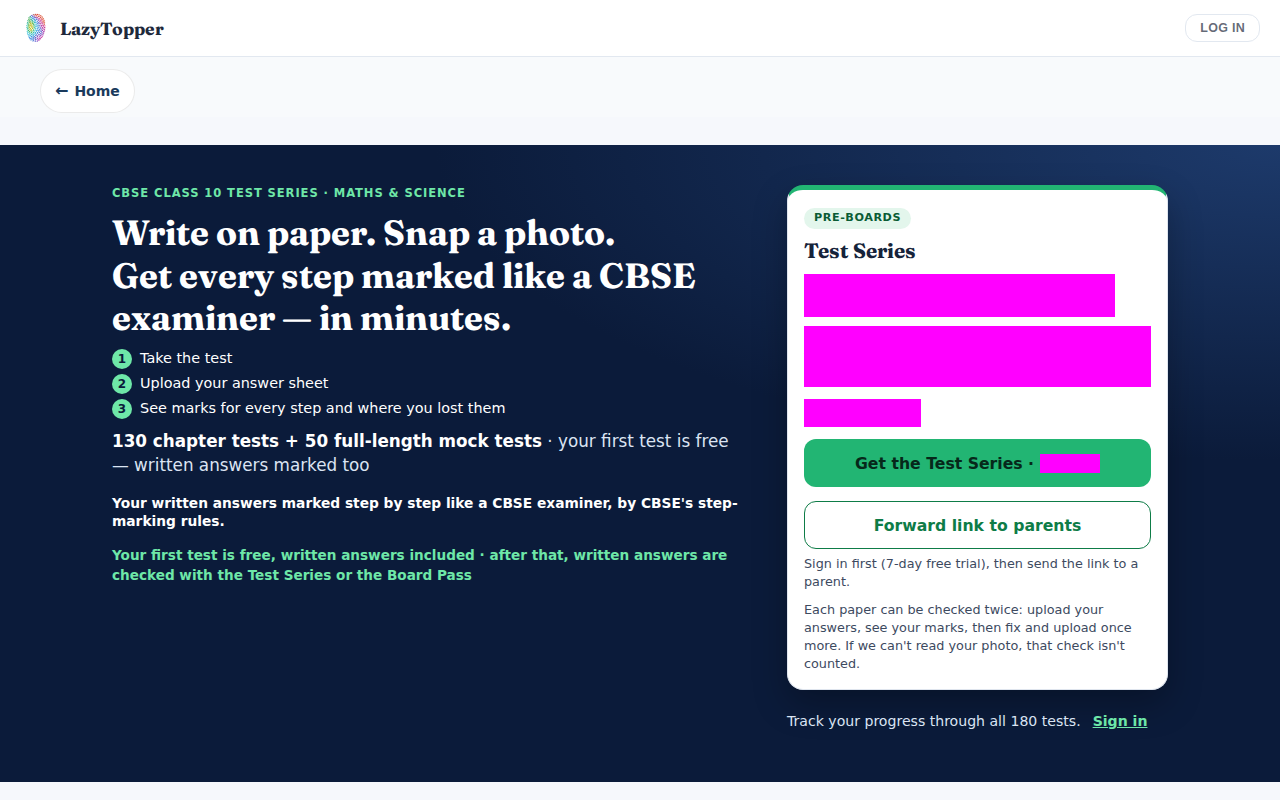 LazyTopper
LOG IN
← Home
CBSE CLASS 10 TEST SERIES · MATHS & SCIENCE
Write on paper. Snap a photo.
Get every step marked like a CBSE
examiner — in minutes.
1 Take the test
2 Upload your answer sheet
3 See marks for every step and where you lost them
130 chapter tests + 50 full-length mock tests · your first test is free
— written answers marked too
Your written answers marked step by step like a CBSE examiner, by CBSE's step-
marking rules.
Your first test is free, written answers included · after that, written answers are
checked with the Test Series or the Board Pass
PRE-BOARDS
Test Series
Get the Test Series ·
Forward link to parents
Sign in first (7-day free trial), then send the link to a
parent.
Each paper can be checked twice: upload your
answers, see your marks, then fix and upload once
more. If we can't read your photo, that check isn't
counted.
Track your progress through all 180 tests. Sign in